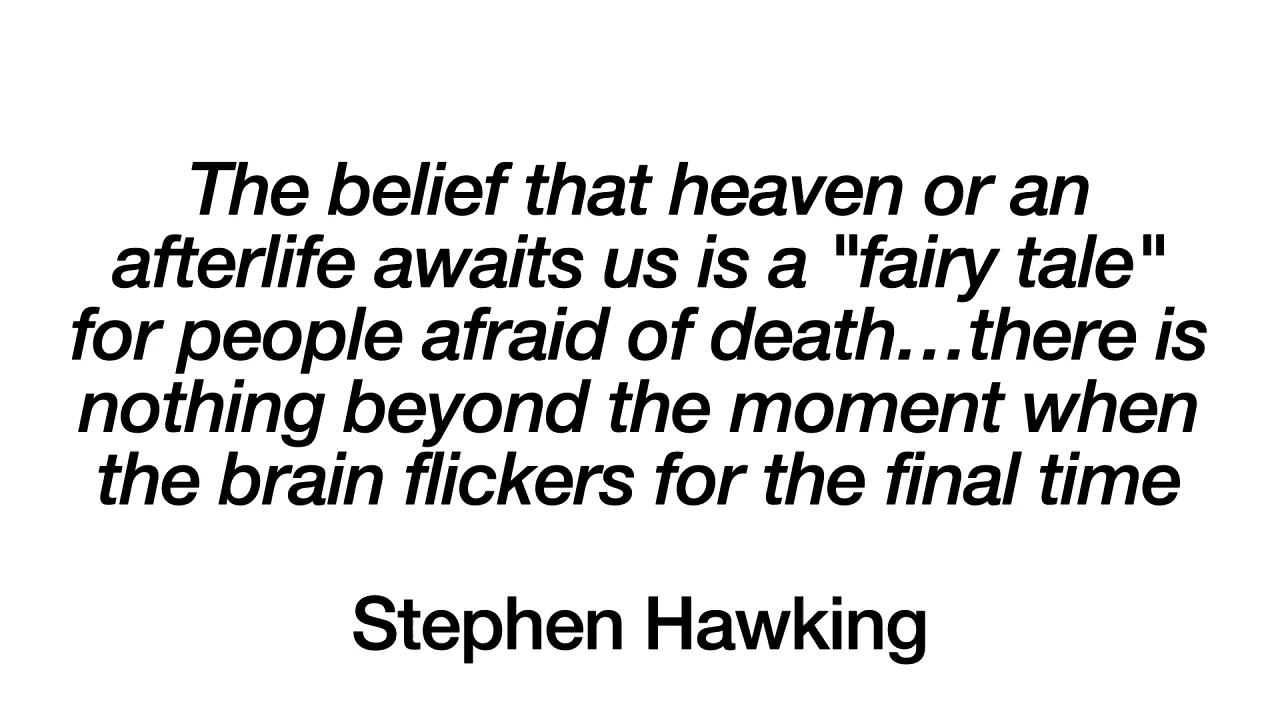 The belief that heaven or an
afterlife awaits us is a "fairy tale"
for people afraid of death…there is
nothing beyond the moment when
the brain flickers for the final time
Stephen Hawking